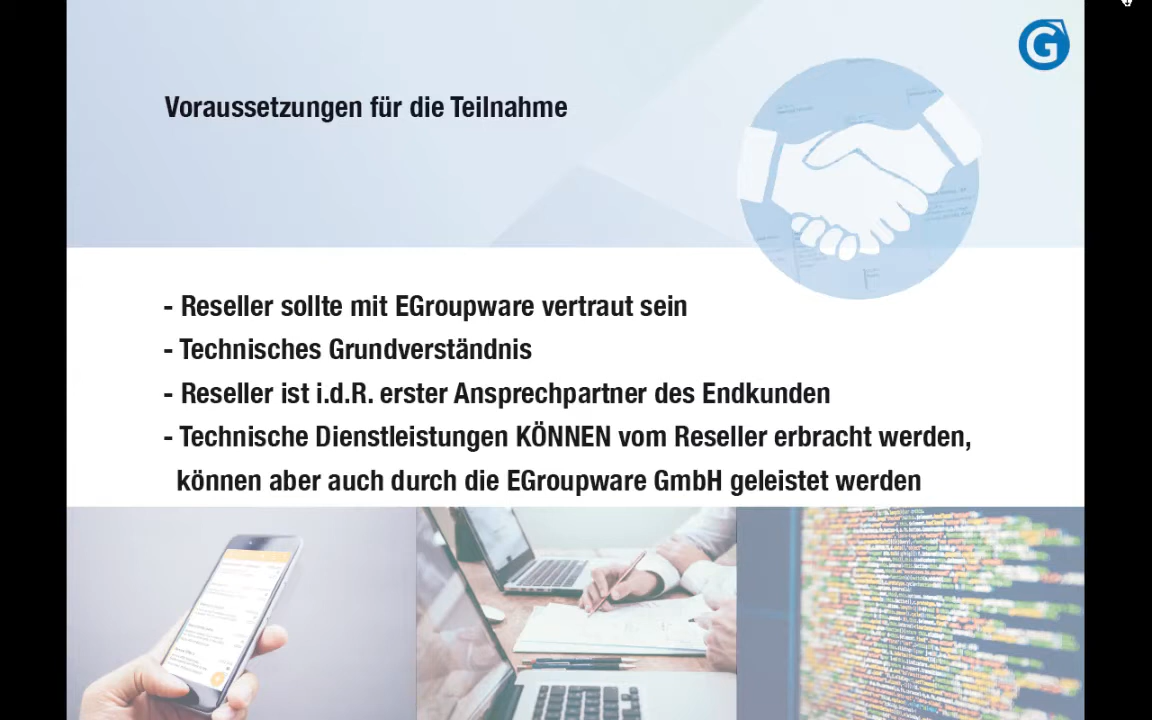 G
Voraussetzungen für die Teilnahme
- Reseller sollte mit EGroupware vertraut sein
- Technisches Grundverständnis
- Reseller ist i.d.R. erster Ansprechpartner des Endkunden
- Technische Dienstleistungen KÖNNEN vom Reseller erbracht werden,
können aber auch durch die EGroupware GmbH geleistet werden